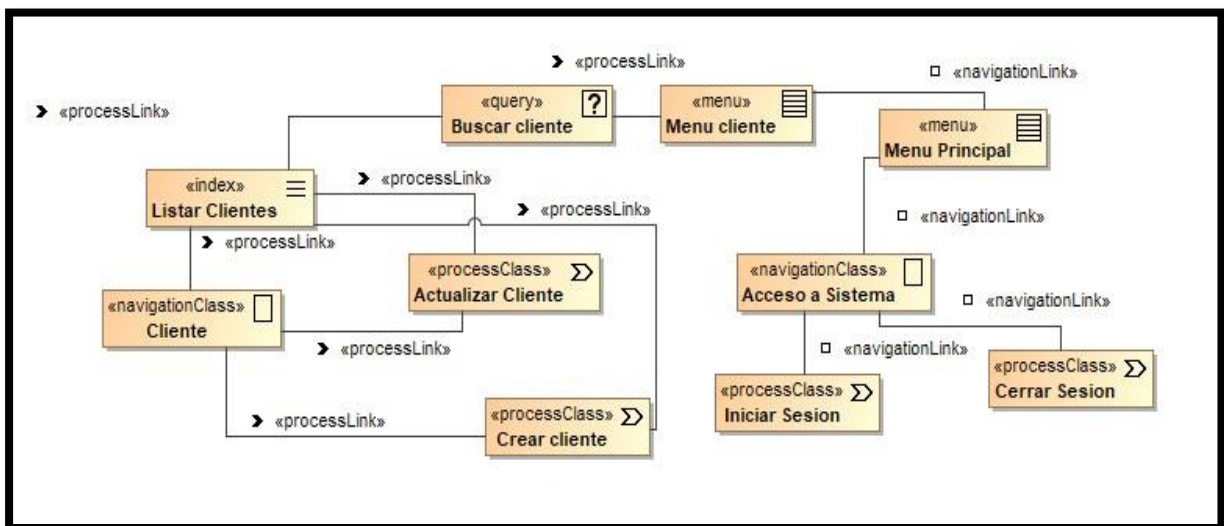 «processLink»
«navigationLink»
«processLink»
«query»
Buscar cliente
?
«menu»
Menu cliente
«menu»
Menu Principal
«index»
Listar Clientes
«processLink»
«processLink»
«navigationLink»
«processLink»
«processClass»
Actualizar Cliente
«navigationClass»
Acceso a Sistema
«navigationClass»
Cliente
«navigationLink»
«processLink»
«navigationLink»
«processClass»
Iniciar Sesion
«processClass»
Cerrar Sesion
«processLink»
«processClass»
Crear cliente